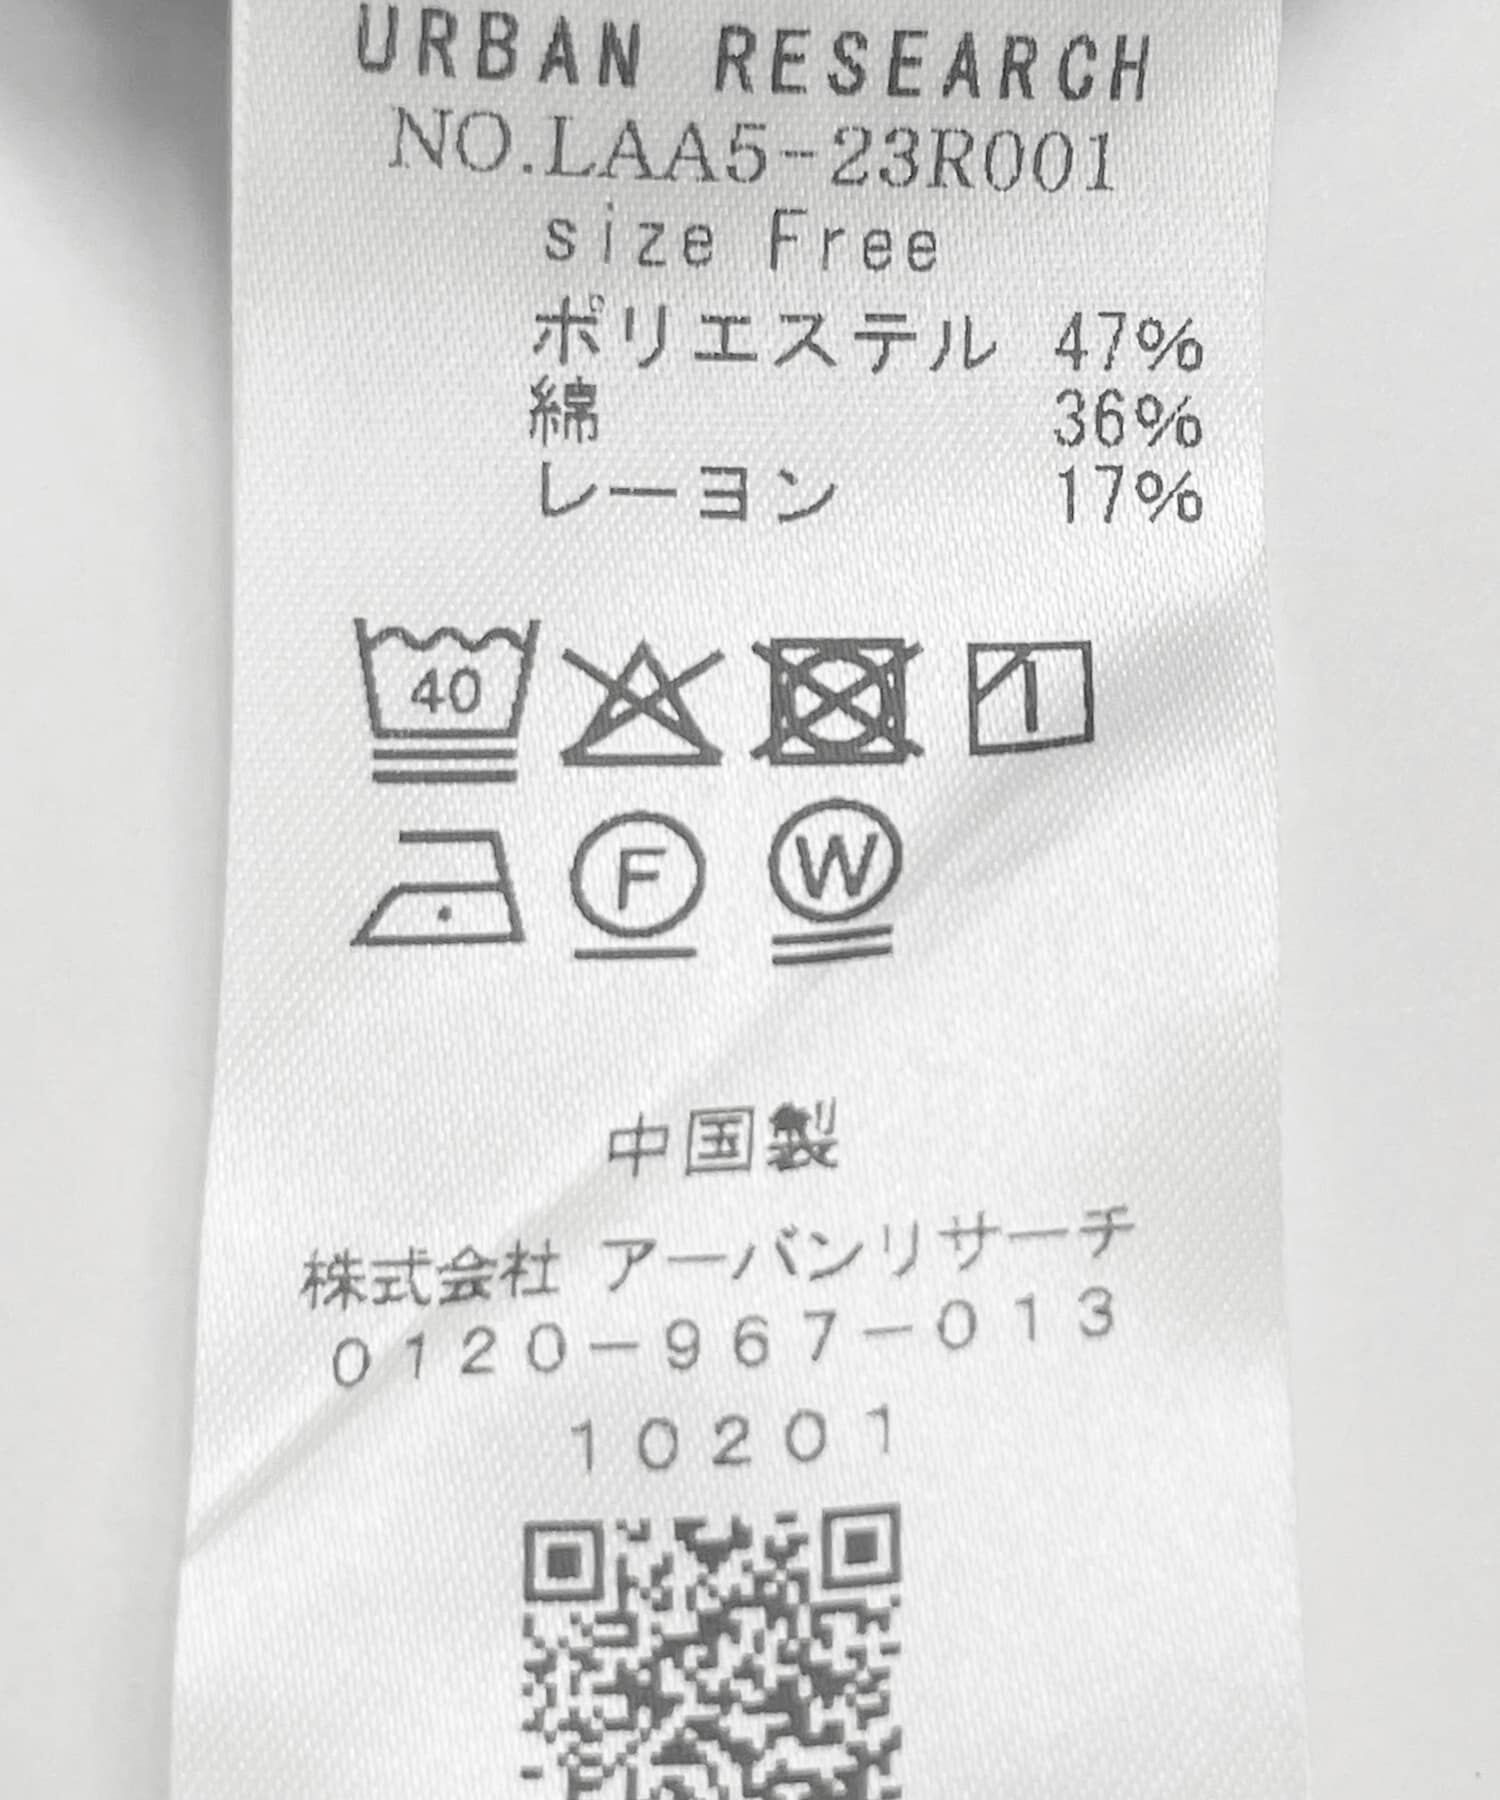 URBAN RESEARCH
NO.LAA5-23R001
size Free
ポリエステル 47%
綿 36%
レーヨン 17%
40
F W
中国製
株式会社 アーバンリサーチ
0120-967-013
10201